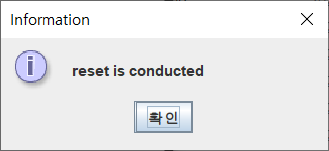 Information
reset is conducted
확인